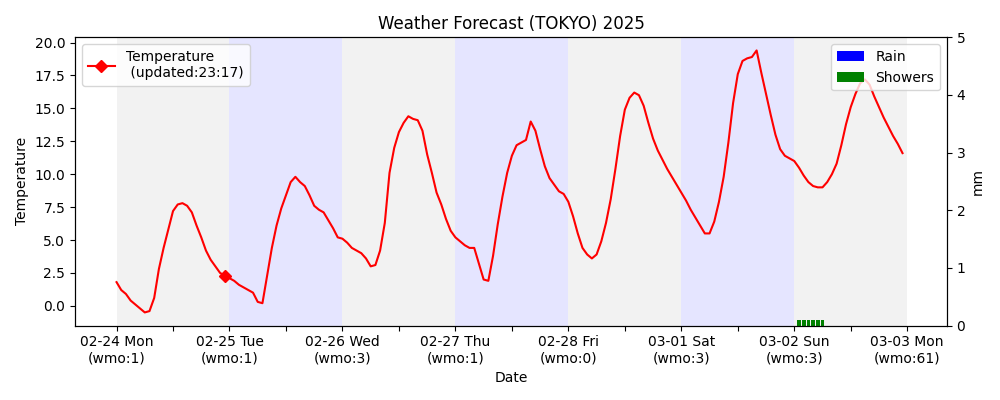 Weather Forecast (TOKYO) 2025
Temperature
(updated:23:17)
Rain
Showers
20.0
17.5
15.0
12.5
10.0
7.5
5.0
2.5
0.0
Temperature
5
4
3
2
1
0
mm
02-24 Mon 02-25 Tue 02-26 Wed 02-27 Thu 02-28 Fri 03-01 Sat 03-02 Sun 03-03 Mon
(wmo:1) (wmo:1) (wmo:3) (wmo:1) (wmo:0) (wmo:3) (wmo:3) (wmo:61)
Date